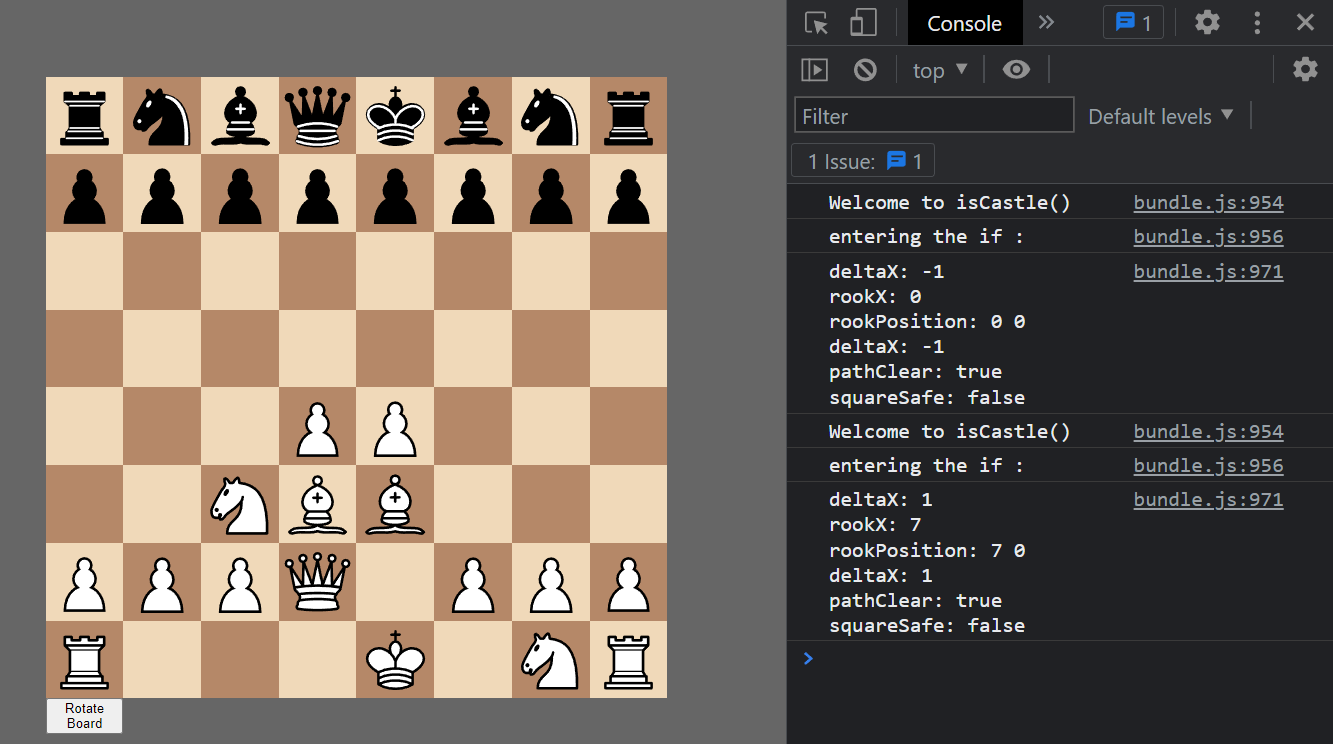 Console
1
top
Filter
Default levels
1 Issue:
1
Welcome to isCastle() bundle.js:954
entering the if : bundle.js:956
deltaX: -1 bundle.js:971
rookX: 0
rookPosition: 0 0
deltaX: -1
pathClear: true
squareSafe: false
Welcome to isCastle() bundle.js:954
entering the if : bundle.js:956
deltaX: 1 bundle.js:971
rookX: 7
rookPosition: 7 0
deltaX: 1
pathClear: true
squareSafe: false
Rotate
Board